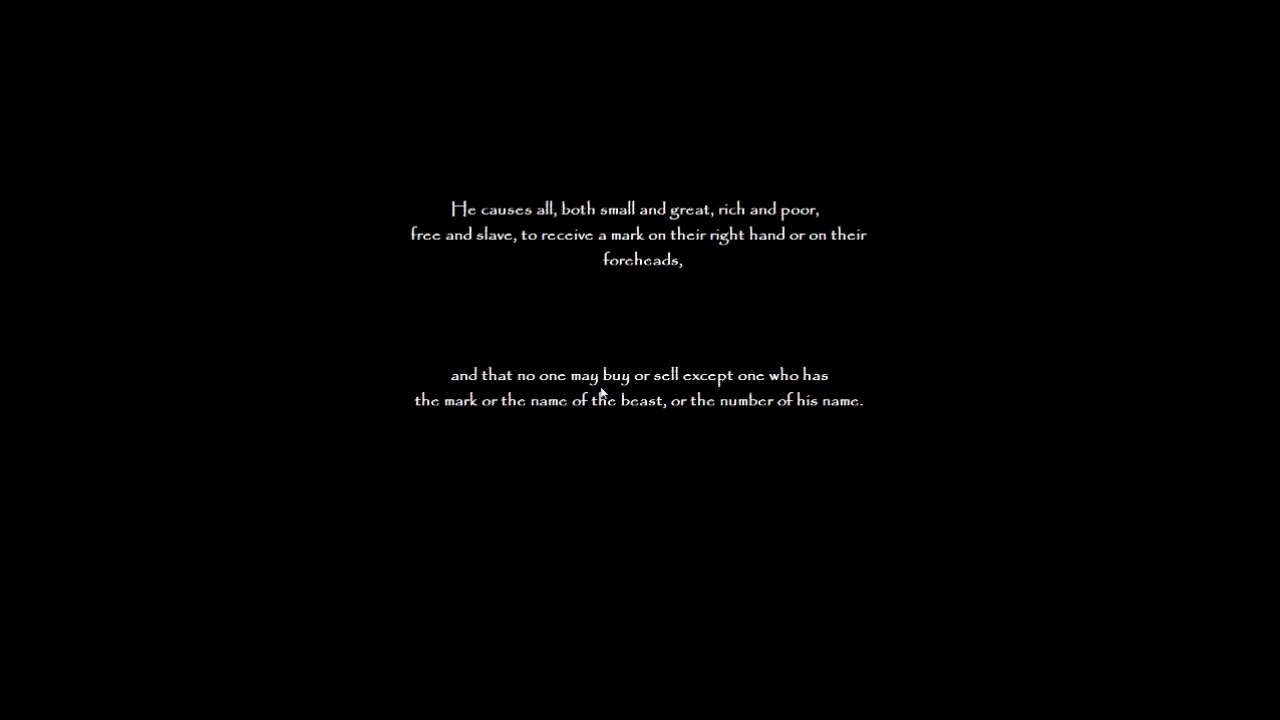 He causes all, both small and great, rich and poor,
free and slave, to receive a mark on their right hand or on their
foreheads,
and that no one may buy or sell except one who has
the mark or the name of the beast, or the number of his name.